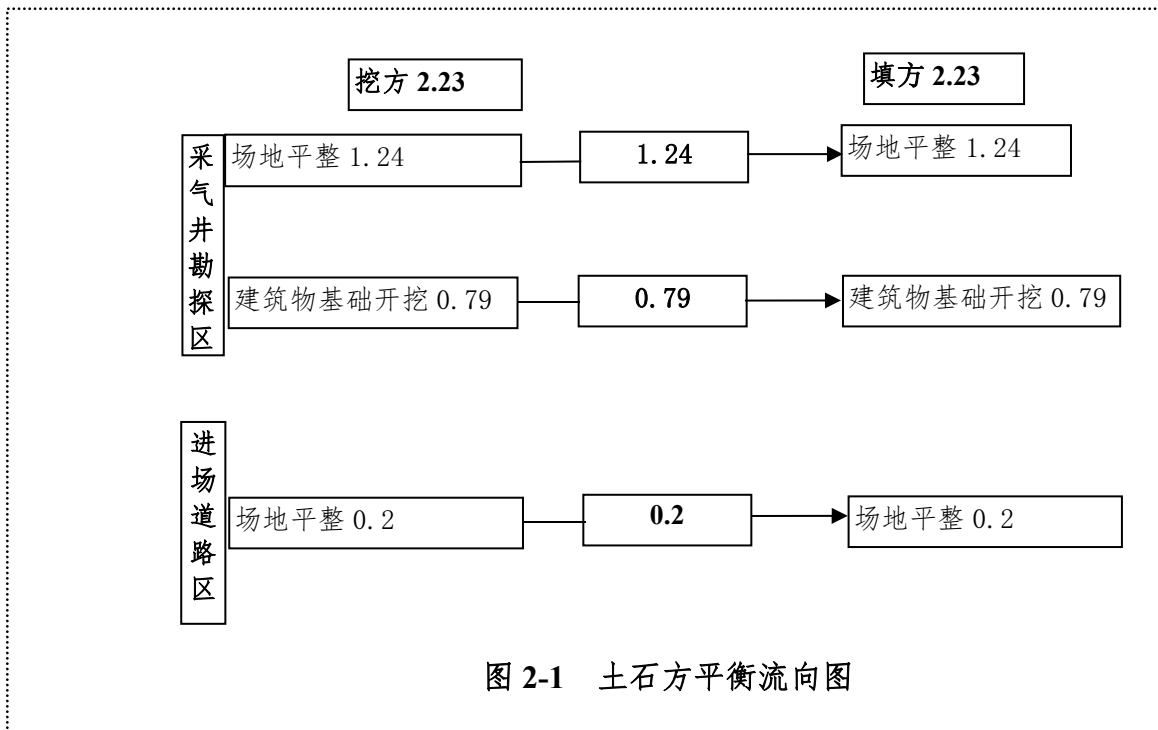 挖方 2.23
填方 2.23
采气井勘探区
场地平整 1.24
1.24
场地平整 1.24
建筑物基础开挖 0.79
0.79
建筑物基础开挖 0.79
进场道路区
场地平整 0.2
0.2
场地平整 0.2
图 2-1 土石方平衡流向图